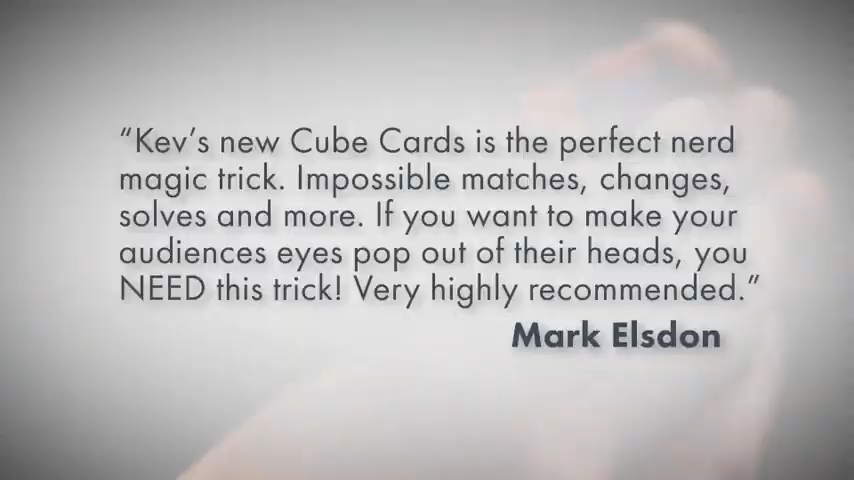 “Kev’s new Cube Cards is the perfect nerd
magic trick. Impossible matches, changes,
solves and more. If you want to make your
audiences eyes pop out of their heads, you
NEED this trick! Very highly recommended.”
Mark Elsdon